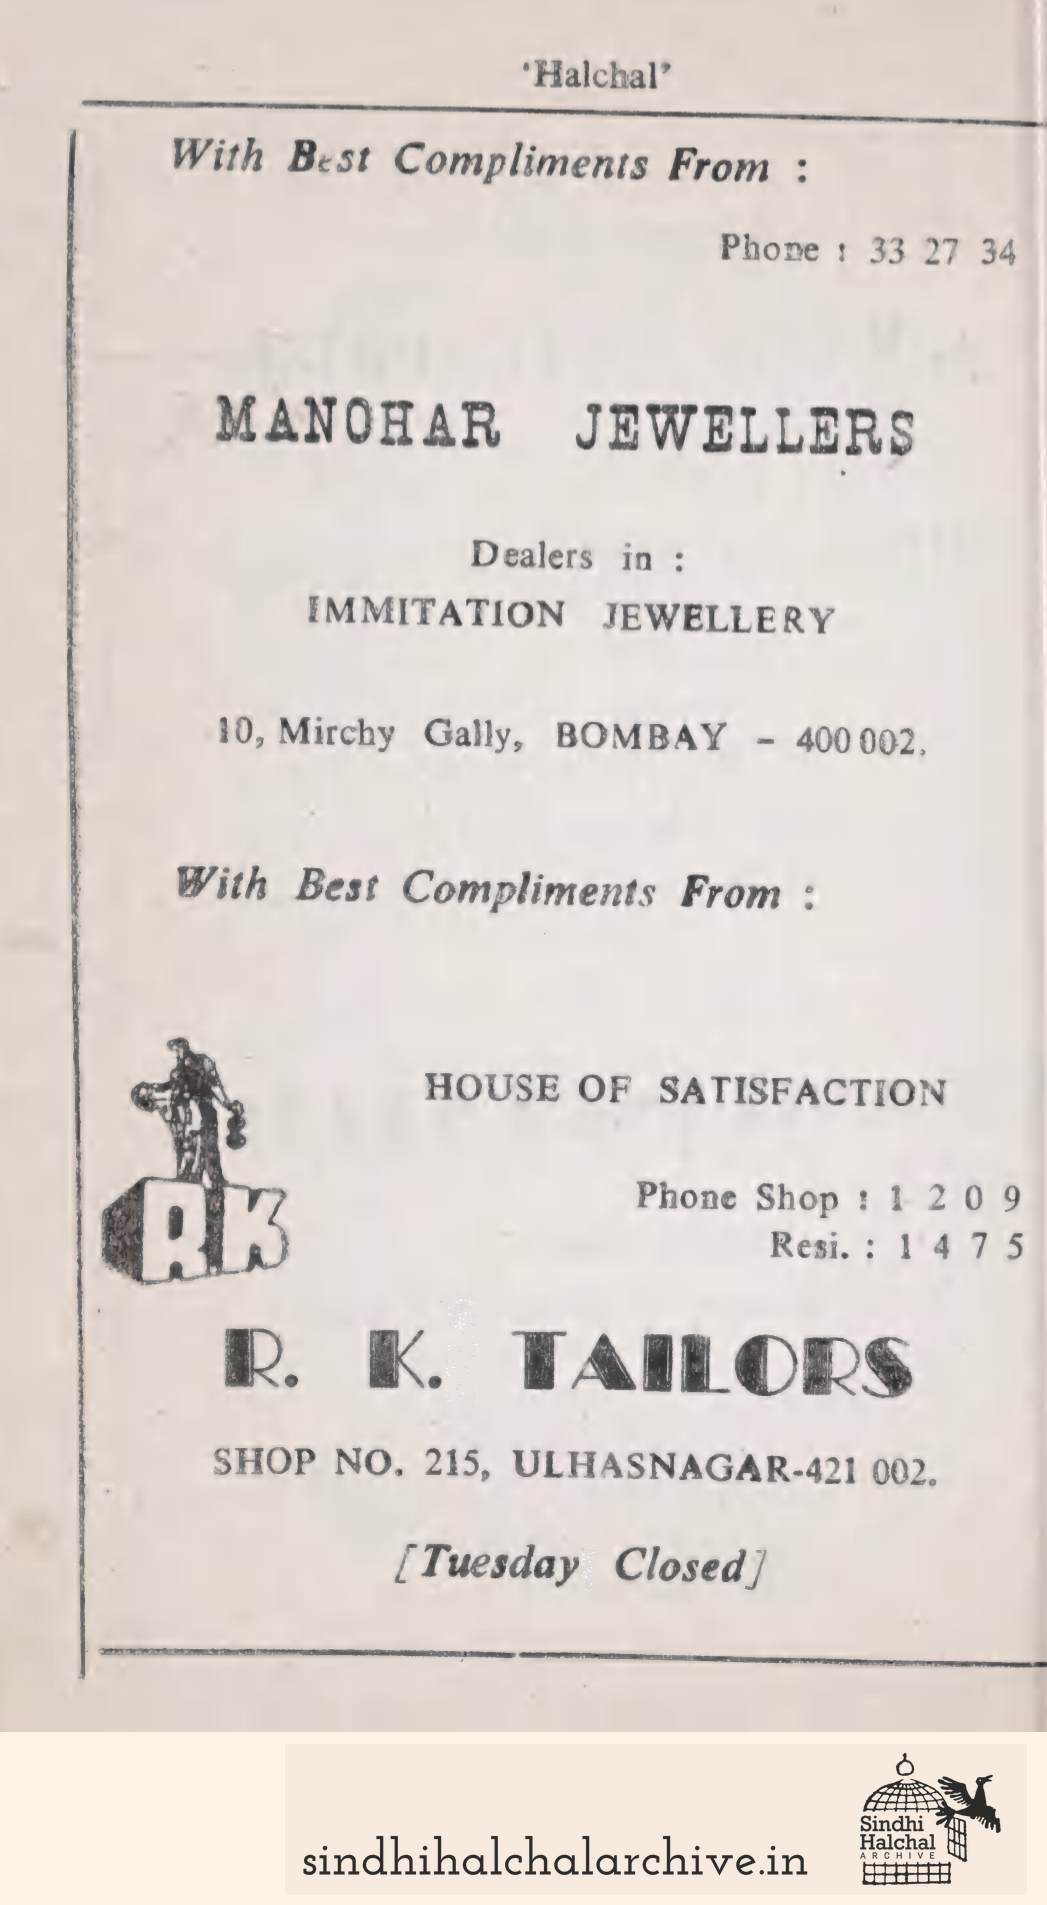 'Halchal'
With Best Compliments From :
Phone : 33 27 34
MANOHAR JEWELLERS
Dealers in :
IMMITATION JEWELLERY
10, Mirchy Gally, BOMBAY - 400 002.
With Best Compliments From :
HOUSE OF SATISFACTION
RK
Phone Shop : 1 2 0 9
Resi. : 1 4 7 5
R. K. TAILORS
SHOP NO. 215, ULHASNAGAR-421 002.
[Tuesday Closed]
sindhihalchalarchive.in
Sindhi
Halchal
ARCHIVE